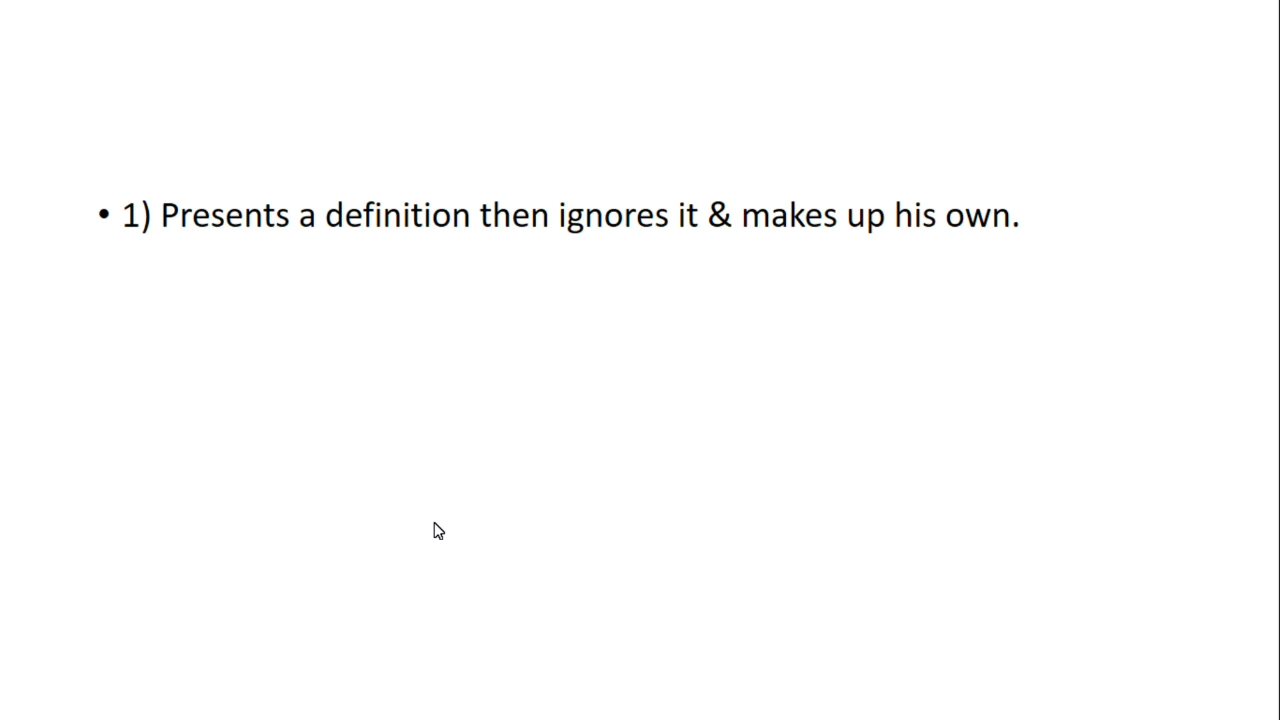 • 1) Presents a definition then ignores it & makes up his own.